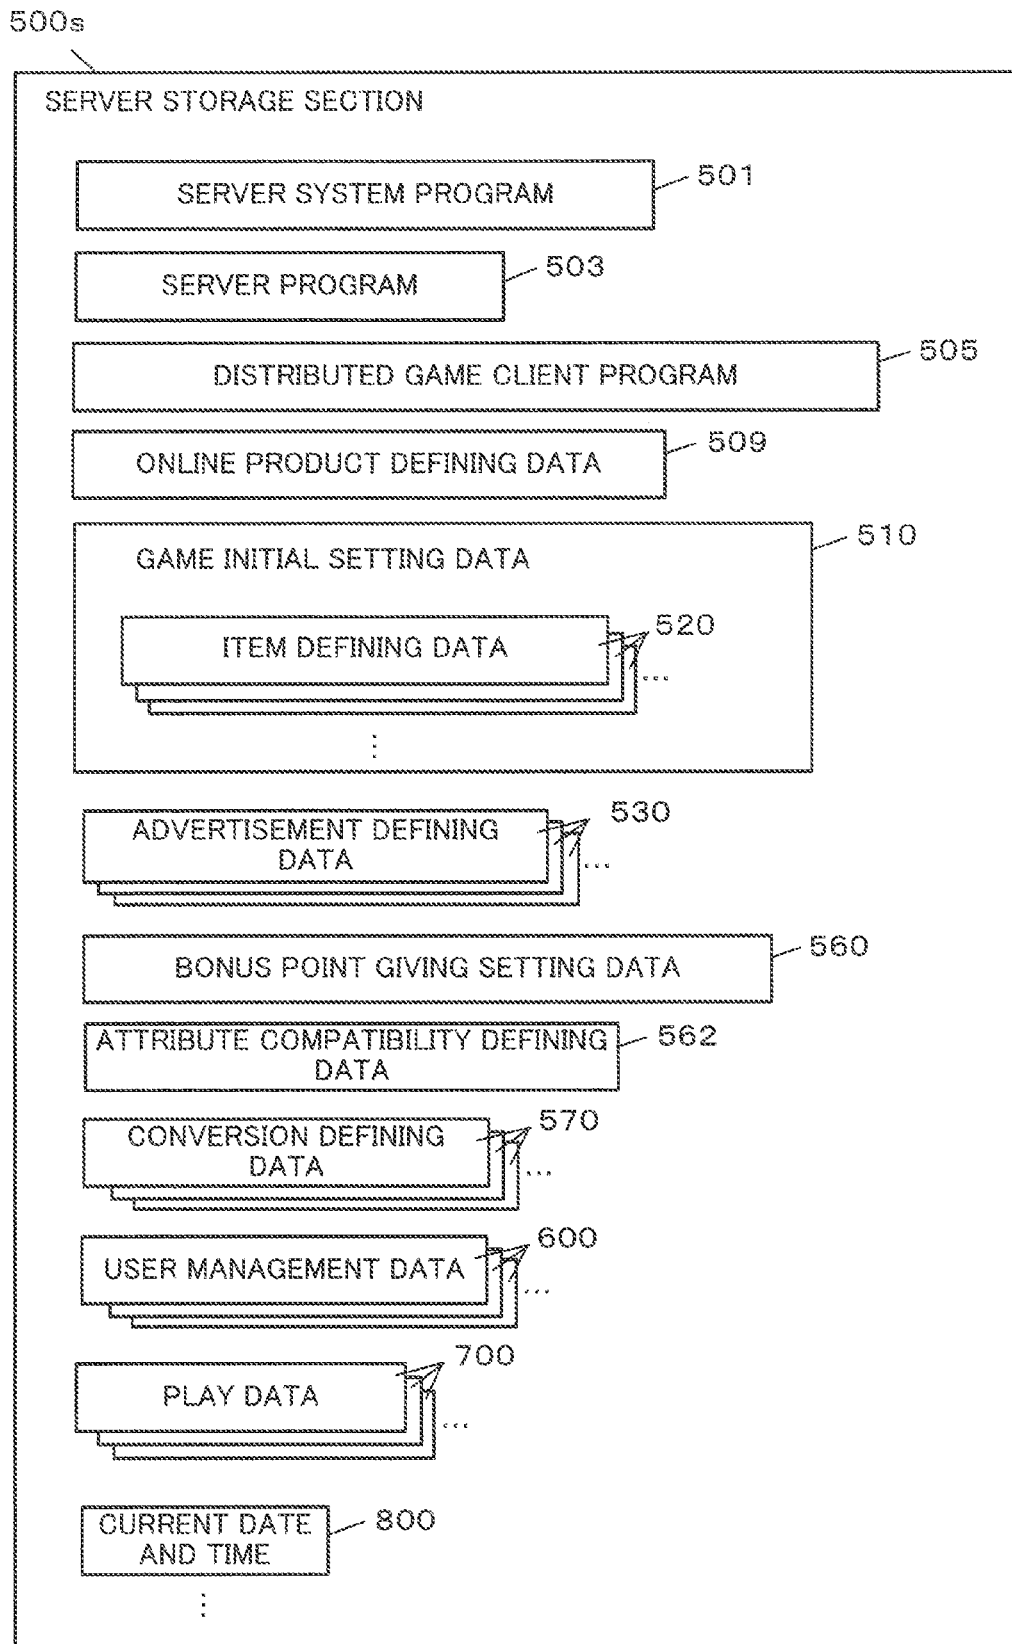 500s
SERVER STORAGE SECTION
SERVER SYSTEM PROGRAM
501
SERVER PROGRAM
503
DISTRIBUTED GAME CLIENT PROGRAM
505
ONLINE PRODUCT DEFINING DATA
509
GAME INITIAL SETTING DATA
510
ITEM DEFINING DATA
520
...
⋮
ADVERTISEMENT DEFINING
DATA
530
...
BONUS POINT GIVING SETTING DATA
560
ATTRIBUTE COMPATIBILITY DEFINING
DATA
562
CONVERSION DEFINING
DATA
570
...
USER MANAGEMENT DATA
600
...
PLAY DATA
700
...
CURRENT DATE
AND TIME
800
⋮